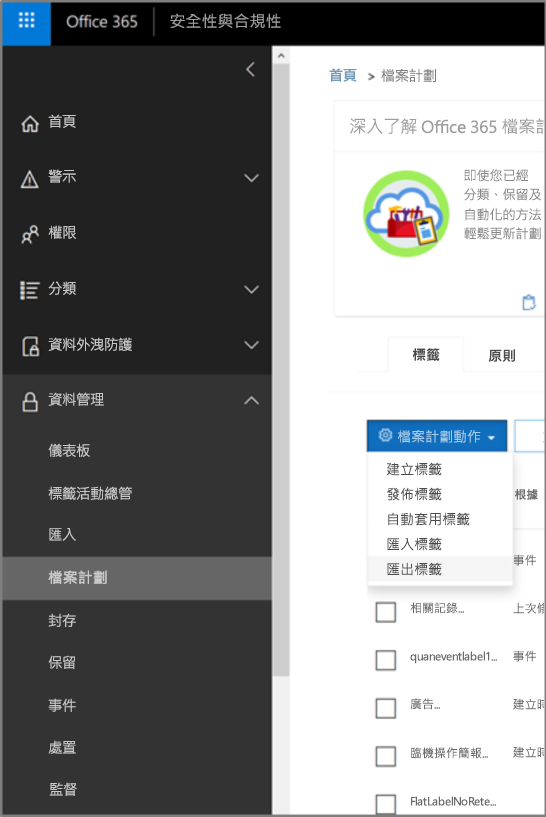 Office 365 安全性與合規性
首頁
警示
權限
分類
資料外洩防護
資料管理
儀表板
標籤活動總管
匯入
檔案計劃
封存
保留
事件
處置
監督
首頁 > 檔案計劃
深入了解 Office 365 檔案
即使您已經
分類、保留及
自動化的方法
輕鬆更新計劃
標籤 原則
檔案計劃動作
建立標籤
發佈標籤
自動套用標籤
匯入標籤
匯出標籤
根據
事件
相關記錄... 上次
quaneventlabel1... 事件
廣告... 建立
臨機操作簡報... 建立
FlatLabelNoRete...